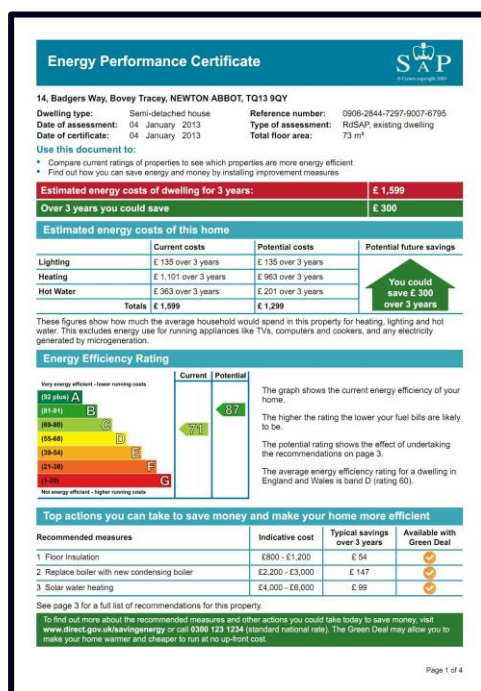 Energy Performance Certificate
SAP
© Crown copyright 2009
14, Badgers Way, Bovey Tracey, NEWTON ABBOT, TQ13 9QY
Dwelling type: Semi-detached house Reference number: 0906-2844-7297-9007-6795
Date of assessment: 04 January 2013 Type of assessment: RdSAP, existing dwelling
Date of certificate: 04 January 2013 Total floor area: 73 m²
Use this document to:
• Compare current ratings of properties to see which properties are more energy efficient
• Find out how you can save energy and money by installing improvement measures
Estimated energy costs of dwelling for 3 years: £ 1,599
Over 3 years you could save £ 300
Estimated energy costs of this home
Current costs Potential costs Potential future savings
Lighting £ 135 over 3 years £ 135 over 3 years
Heating £ 1,101 over 3 years £ 963 over 3 years
Hot Water £ 363 over 3 years £ 201 over 3 years
Totals £ 1,599 £ 1,299
You could
save £ 300
over 3 years
These figures show how much the average household would spend in this property for heating, lighting and hot
water. This excludes energy use for running appliances like TVs, computers and cookers, and any electricity
generated by microgeneration.
Energy Efficiency Rating
Current Potential
Very energy efficient - lower running costs
(92 plus) A
(81-91) B
(69-80) C
(55-68) D
(39-54) E
(21-38) F
(1-20) G
Not energy efficient - higher running costs
71
87
The graph shows the current energy efficiency of your
home.
The higher the rating the lower your fuel bills are likely
to be.
The potential rating shows the effect of undertaking
the recommendations on page 3.
The average energy efficiency rating for a dwelling in
England and Wales is band D (rating 60).
Top actions you can take to save money and make your home more efficient
Recommended measures Indicative cost Typical savings over 3 years Available with Green Deal
1 Floor Insulation £800 - £1,200 £ 54
2 Replace boiler with new condensing boiler £2,200 - £3,000 £ 147
3 Solar water heating £4,000 - £6,000 £ 99
See page 3 for a full list of recommendations for this property.
To find out more about the recommended measures and other actions you could take today to save money, visit
www.direct.gov.uk/savingenergy or call 0300 123 1234 (standard national rate). The Green Deal may allow you to
make your home warmer and cheaper to run at no up-front cost.
Page 1 of 4